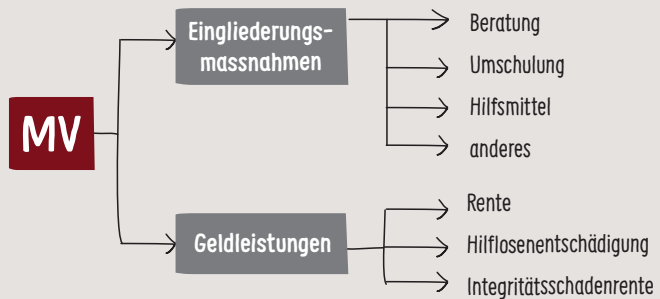 MV
Eingliederungs-
massnahmen
Beratung
Umschulung
Hilfsmittel
anderes
Geldleistungen
Rente
Hilflosenentschädigung
Integritätsschadenrente